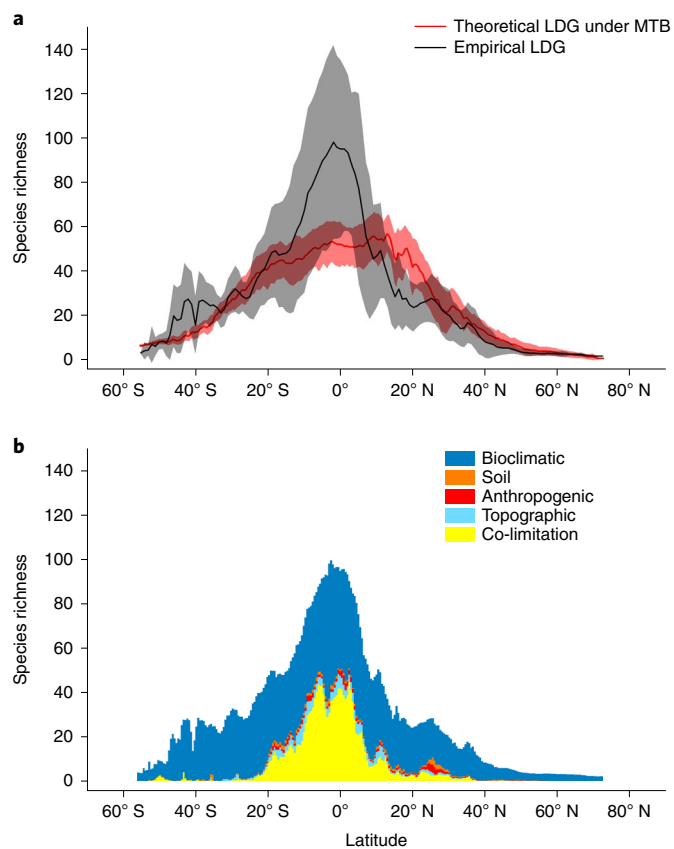 a
Theoretical LDG under MTB
Empirical LDG
140
120
100
80
60
40
20
0
Species richness
60° S
40° S
20° S
0°
20° N
40° N
60° N
80° N
b
Bioclimatic
Soil
Anthropogenic
Topographic
Co-limitation
140
120
100
80
60
40
20
0
Species richness
60° S
40° S
20° S
0°
20° N
40° N
60° N
80° N
Latitude